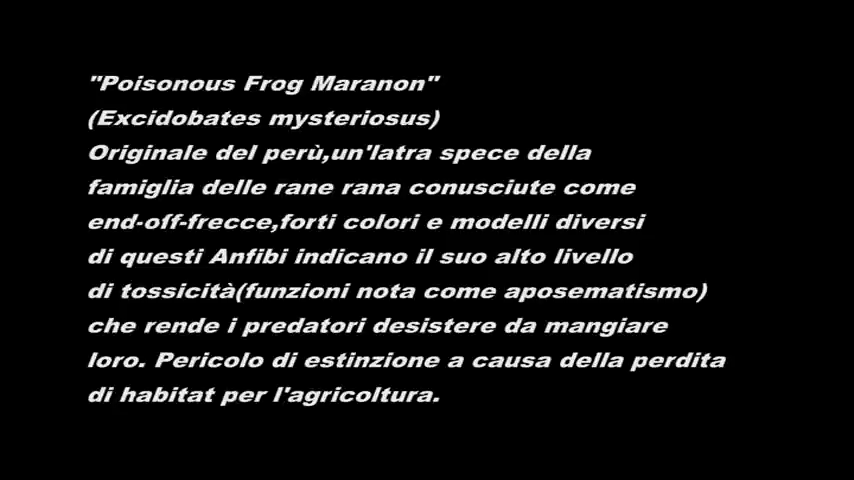 "Poisonous Frog Maranon"
(Excidobates mysteriosus)
Originale del perù,un'latra spece della
famiglia delle rane rana conusciute come
end-off-frecce,forti colori e modelli diversi
di questi Anfibi indicano il suo alto livello
di tossicità(funzioni nota come aposematismo)
che rende i predatori desistere da mangiare
loro. Pericolo di estinzione a causa della perdita
di habitat per l'agricoltura.